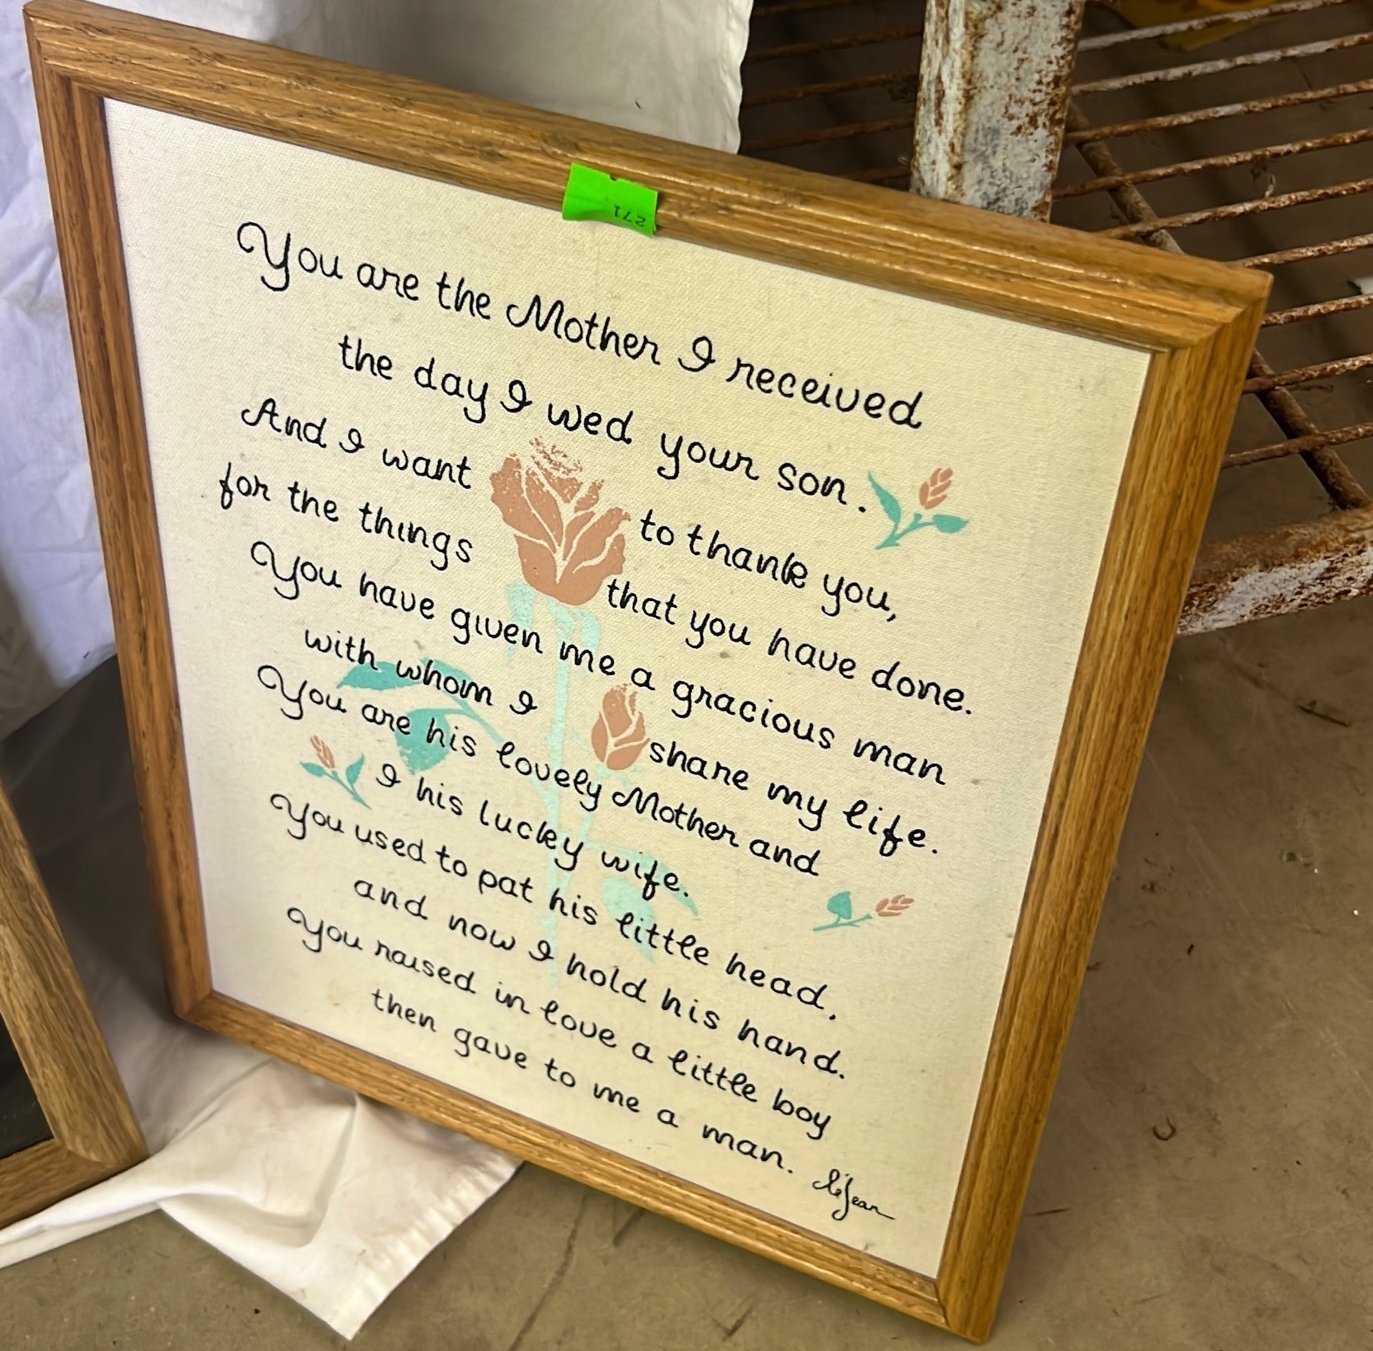 271
You are the Mother I received
the day I wed your son.
And I want to thank you,
for the things that you have done.
You have given me a gracious man
with whom I share my life.
You are his lovely Mother and
I his lucky wife.
You used to pat his little head,
and now I hold his hand.
You raised in love a little boy
then gave to me a man.
LeJean